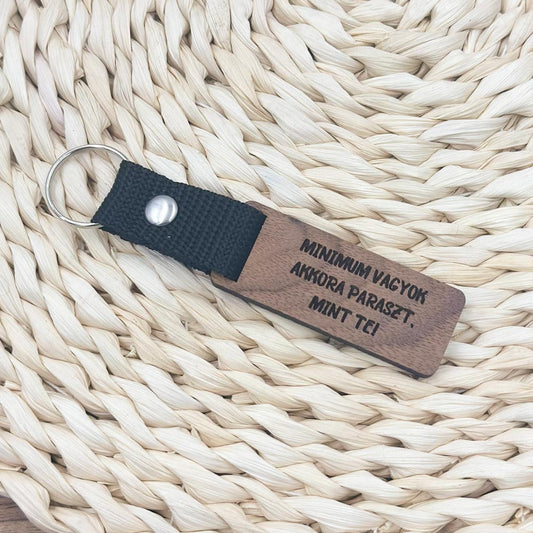 MINIMUM VAGYOK
AKKORA PARASZT,
MINT TE!